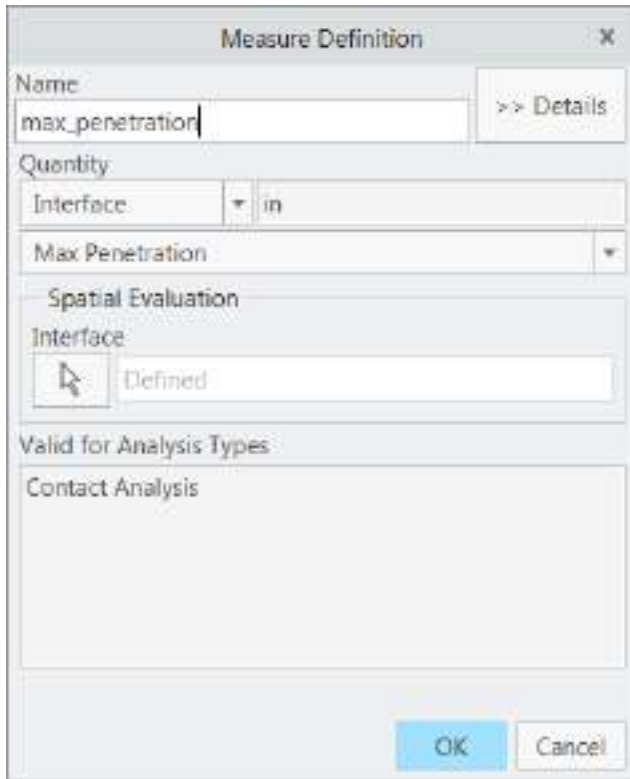 Measure Definition
Name
max_penetration
>> Details
Quantity
Interface
in
Max Penetration
Spatial Evaluation
Interface
Defined
Valid for Analysis Types
Contact Analysis
OK
Cancel